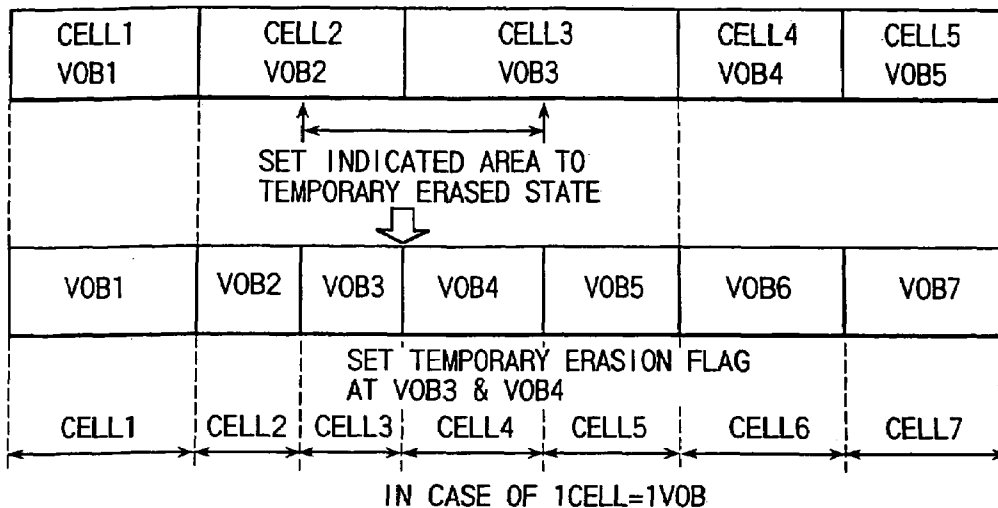 CELL1 CELL2 CELL3 CELL4 CELL5
VOB1 VOB2 VOB3 VOB4 VOB5
SET INDICATED AREA TO
TEMPORARY ERASED STATE
VOB1 VOB2 VOB3 VOB4 VOB5 VOB6 VOB7
SET TEMPORARY ERASION FLAG
AT VOB3 & VOB4
CELL1 CELL2 CELL3 CELL4 CELL5 CELL6 CELL7
IN CASE OF 1CELL=1VOB